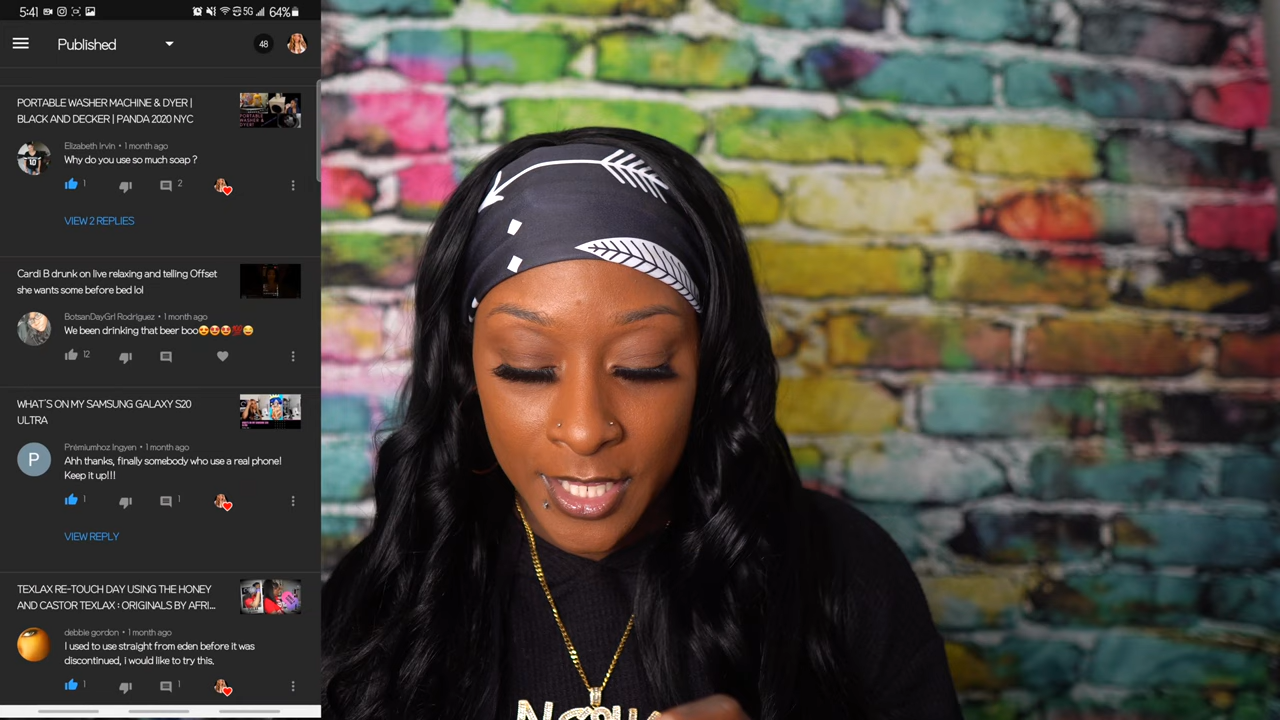 5:41
5G
64%
Published
48
PORTABLE WASHER MACHINE & DYER |
BLACK AND DECKER | PANDA 2020 NYC
Elizabeth Irvin • 1 month ago
Why do you use so much soap ?
1
2
VIEW 2 REPLIES
Cardi B drunk on live relaxing and telling Offset
she wants some before bed lol
BotsanDayGrl Rodriguez • 1 month ago
We been drinking that beer boo😍😍😍💯😂
12
WHAT'S ON MY SAMSUNG GALAXY S20
ULTRA
P
Prémiumhoz Ingyen • 1 month ago
Ahh thanks, finally somebody who use a real phone!
Keep it up!!!
1
1
VIEW REPLY
TEXLAX RE-TOUCH DAY USING THE HONEY
AND CASTOR TEXLAX : ORIGINALS BY AFRI...
debbie gordon • 1 month ago
I used to use straight from eden before it was
discontinued, i would like to try this.
1
1